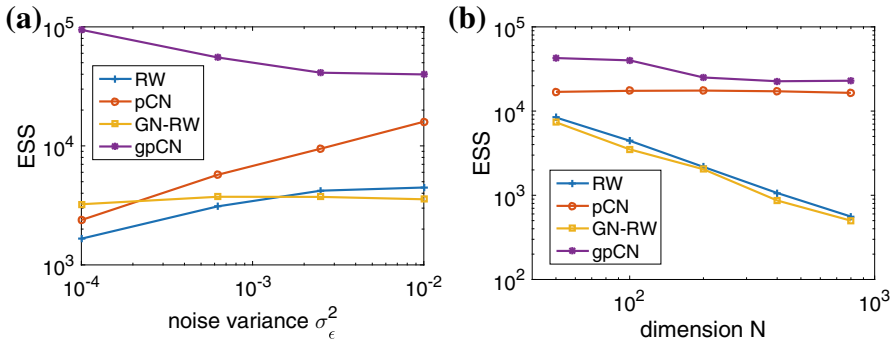 (a)
10^5
10^4
10^3
ESS
RW
pCN
GN-RW
gpCN
10^-4
10^-3
10^-2
noise variance σ_ϵ^2
(b)
10^5
10^4
10^3
10^2
ESS
RW
pCN
GN-RW
gpCN
10^2
10^3
dimension N